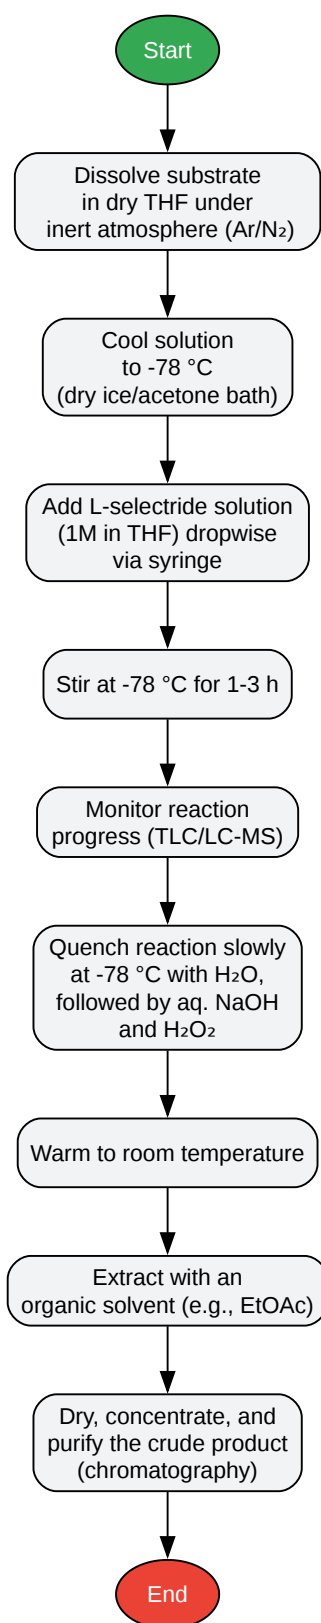 Start
Dissolve substrate
in dry THF under
inert atmosphere (Ar/N₂)
Cool solution
to -78 °C
(dry ice/acetone bath)
Add L-selectride solution
(1M in THF) dropwise
via syringe
Stir at -78 °C for 1-3 h
Monitor reaction
progress (TLC/LC-MS)
Quench reaction slowly
at -78 °C with H₂O,
followed by aq. NaOH
and H₂O₂
Warm to room temperature
Extract with an
organic solvent (e.g., EtOAc)
Dry, concentrate, and
purify the crude product
(chromatography)
End